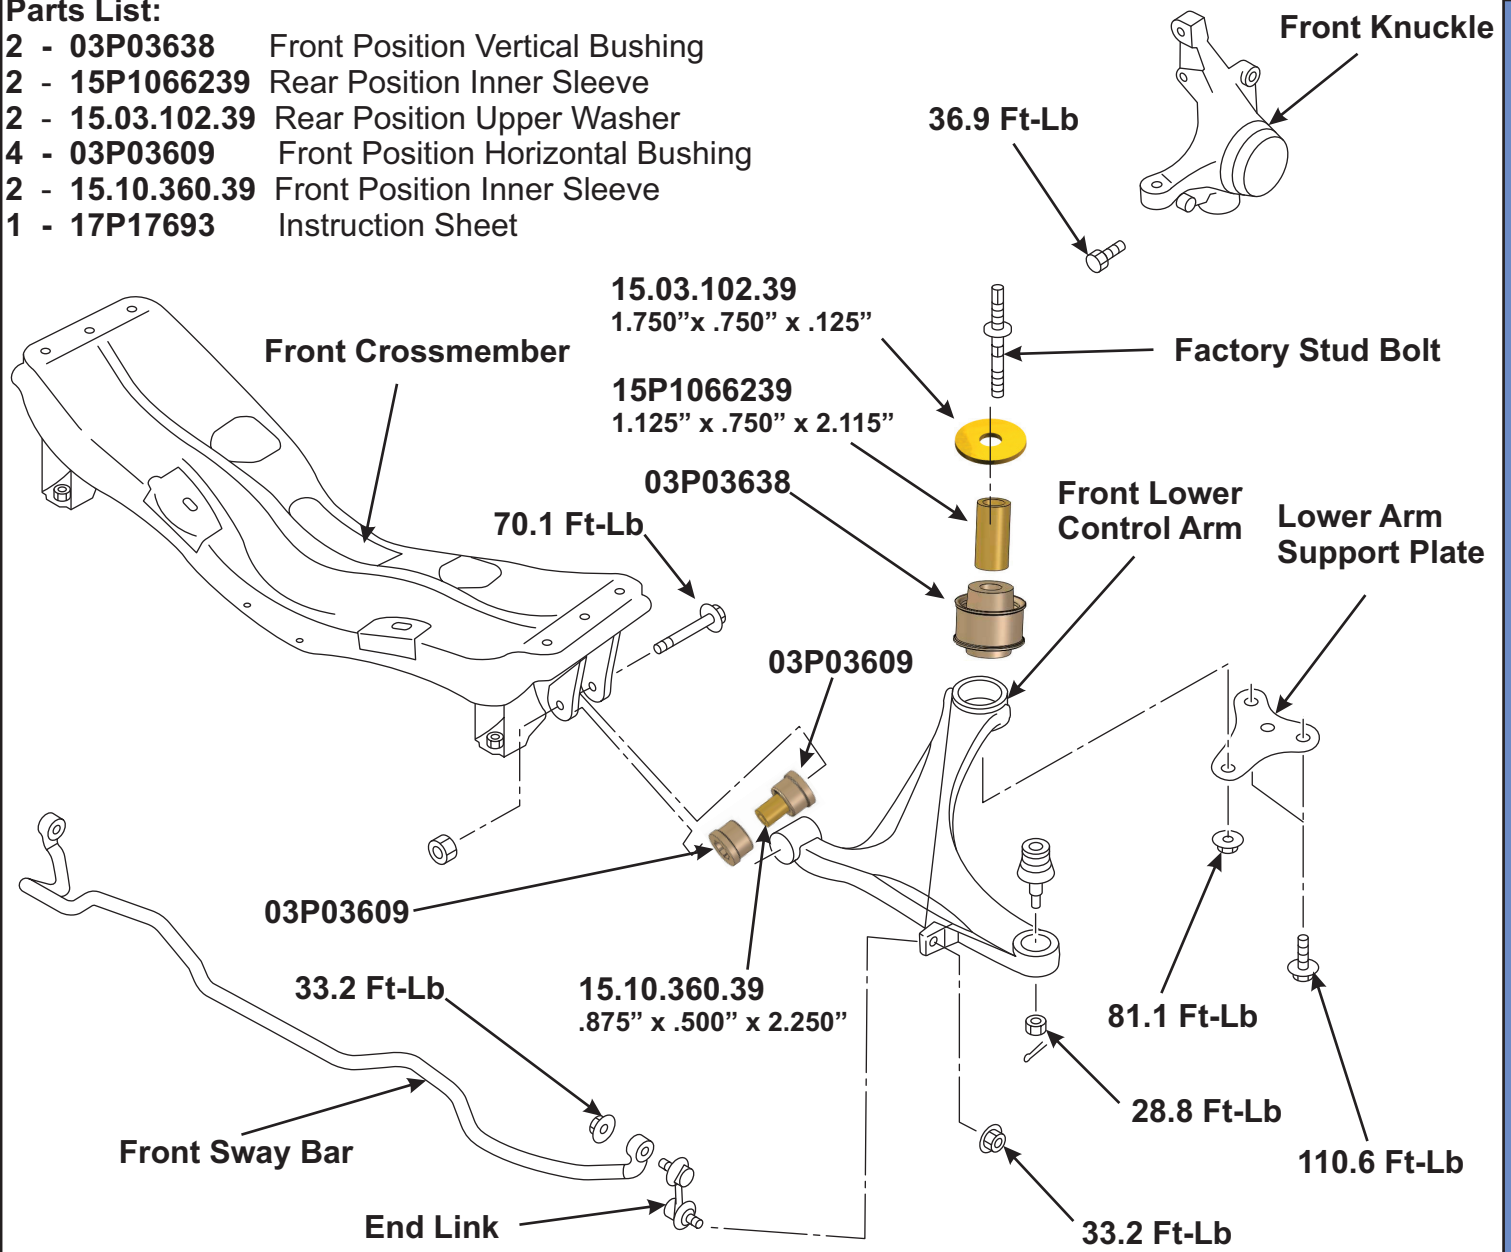 Parts List:
2 - 03P03638 Front Position Vertical Bushing
2 - 15P1066239 Rear Position Inner Sleeve
2 - 15.03.102.39 Rear Position Upper Washer
4 - 03P03609 Front Position Horizontal Bushing
2 - 15.10.360.39 Front Position Inner Sleeve
1 - 17P17693 Instruction Sheet
Front Knuckle
36.9 Ft-Lb
15.03.102.39
1.750”x .750” x .125”
Front Crossmember
Factory Stud Bolt
15P1066239
1.125” x .750” x 2.115”
03P03638
Front Lower
Control Arm
70.1 Ft-Lb
Lower Arm
Support Plate
03P03609
03P03609
33.2 Ft-Lb
15.10.360.39
.875” x .500” x 2.250”
81.1 Ft-Lb
28.8 Ft-Lb
Front Sway Bar
110.6 Ft-Lb
End Link
33.2 Ft-Lb